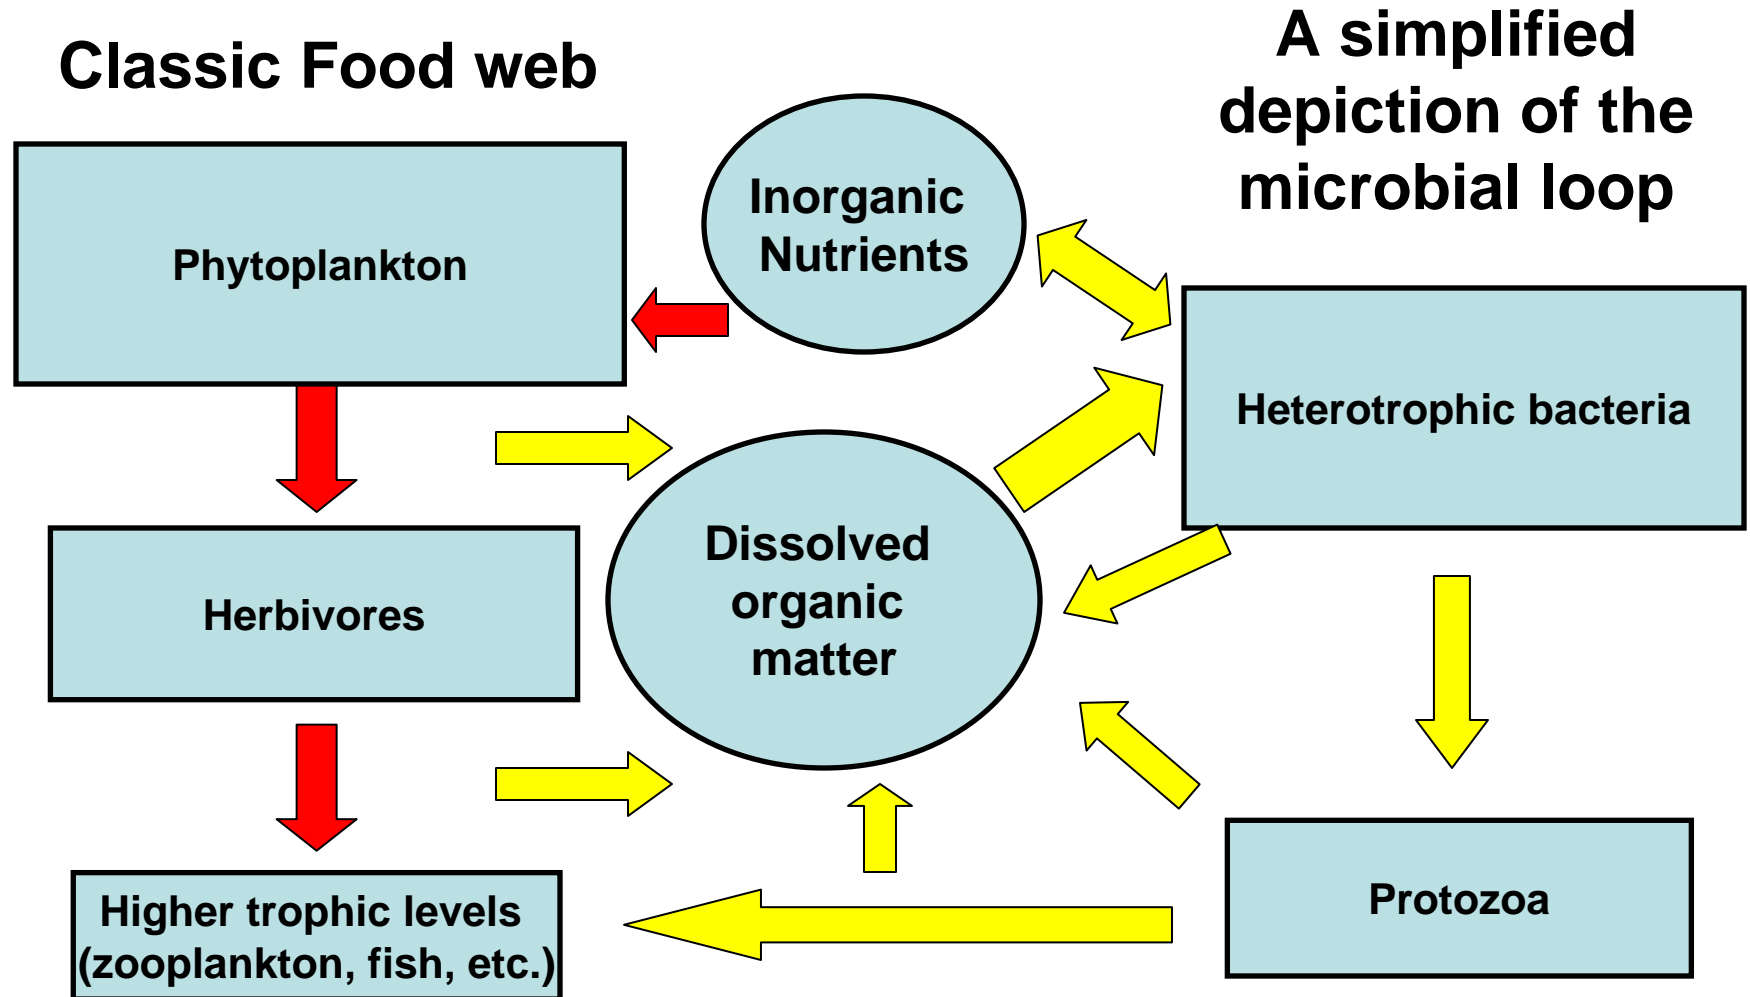 Classic Food web
A simplified
depiction of the
microbial loop
Phytoplankton
Inorganic
Nutrients
Heterotrophic bacteria
Herbivores
Dissolved
organic
matter
Higher trophic levels
(zooplankton, fish, etc.)
Protozoa